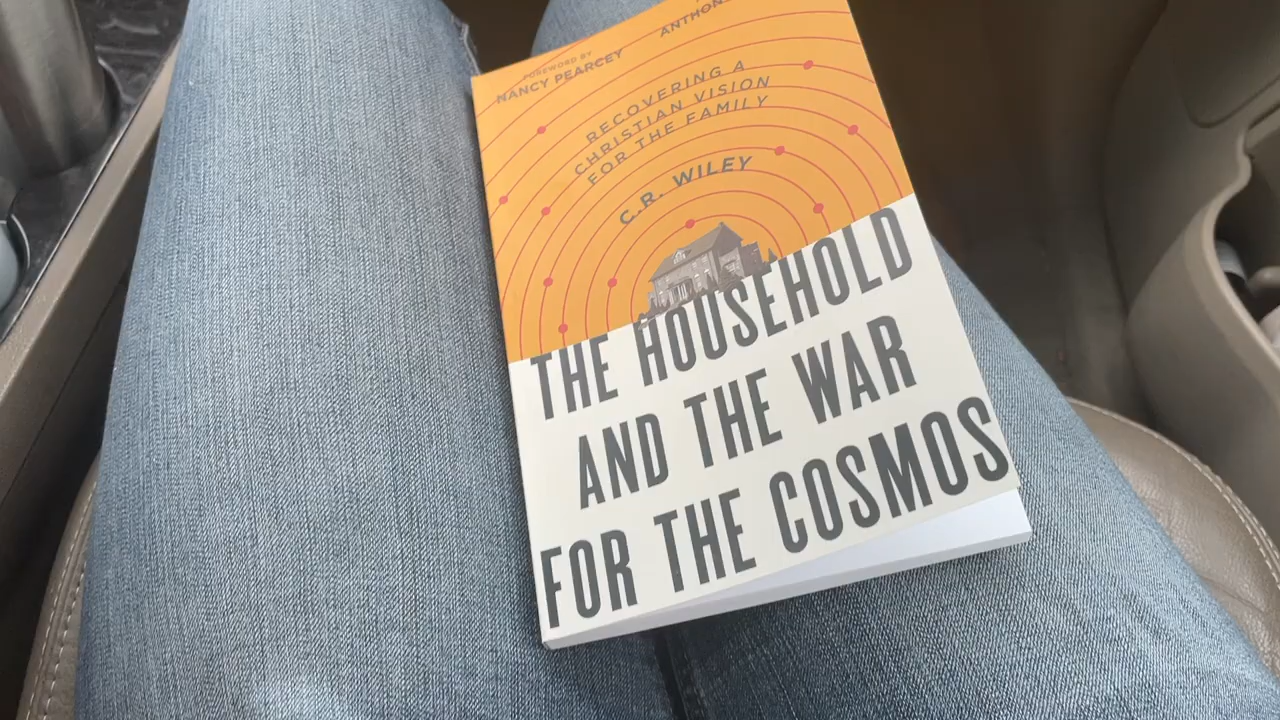 FOREWORD BY
NANCY PEARCEY
RECOVERING A
CHRISTIAN VISION
FOR THE FAMILY
C.R. WILEY
THE HOUSEHOLD
AND THE WAR
FOR THE COSMOS